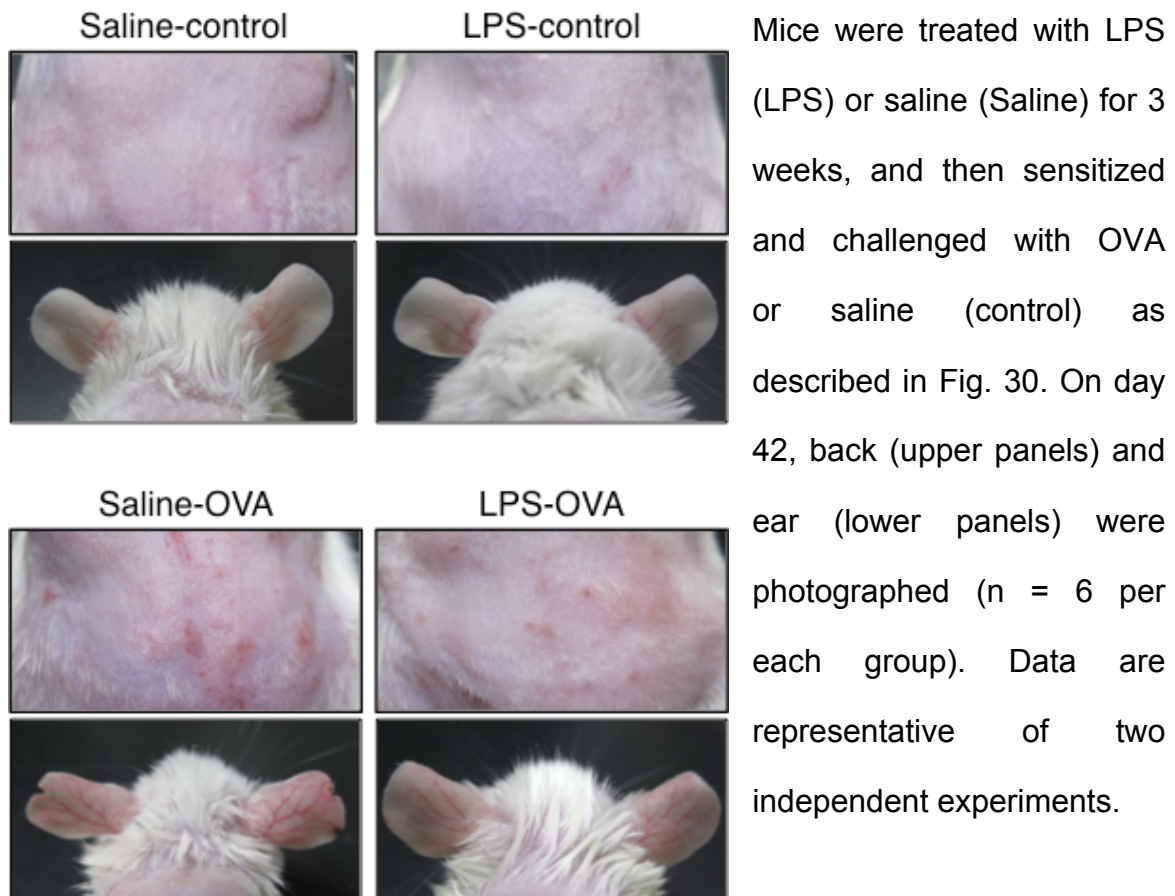 Saline-control
LPS-control
Saline-OVA
LPS-OVA
Mice were treated with LPS
(LPS) or saline (Saline) for 3
weeks, and then sensitized
and challenged with OVA
or saline (control) as
described in Fig. 30. On day
42, back (upper panels) and
ear (lower panels) were
photographed (n = 6 per
each group). Data are
representative of two
independent experiments.